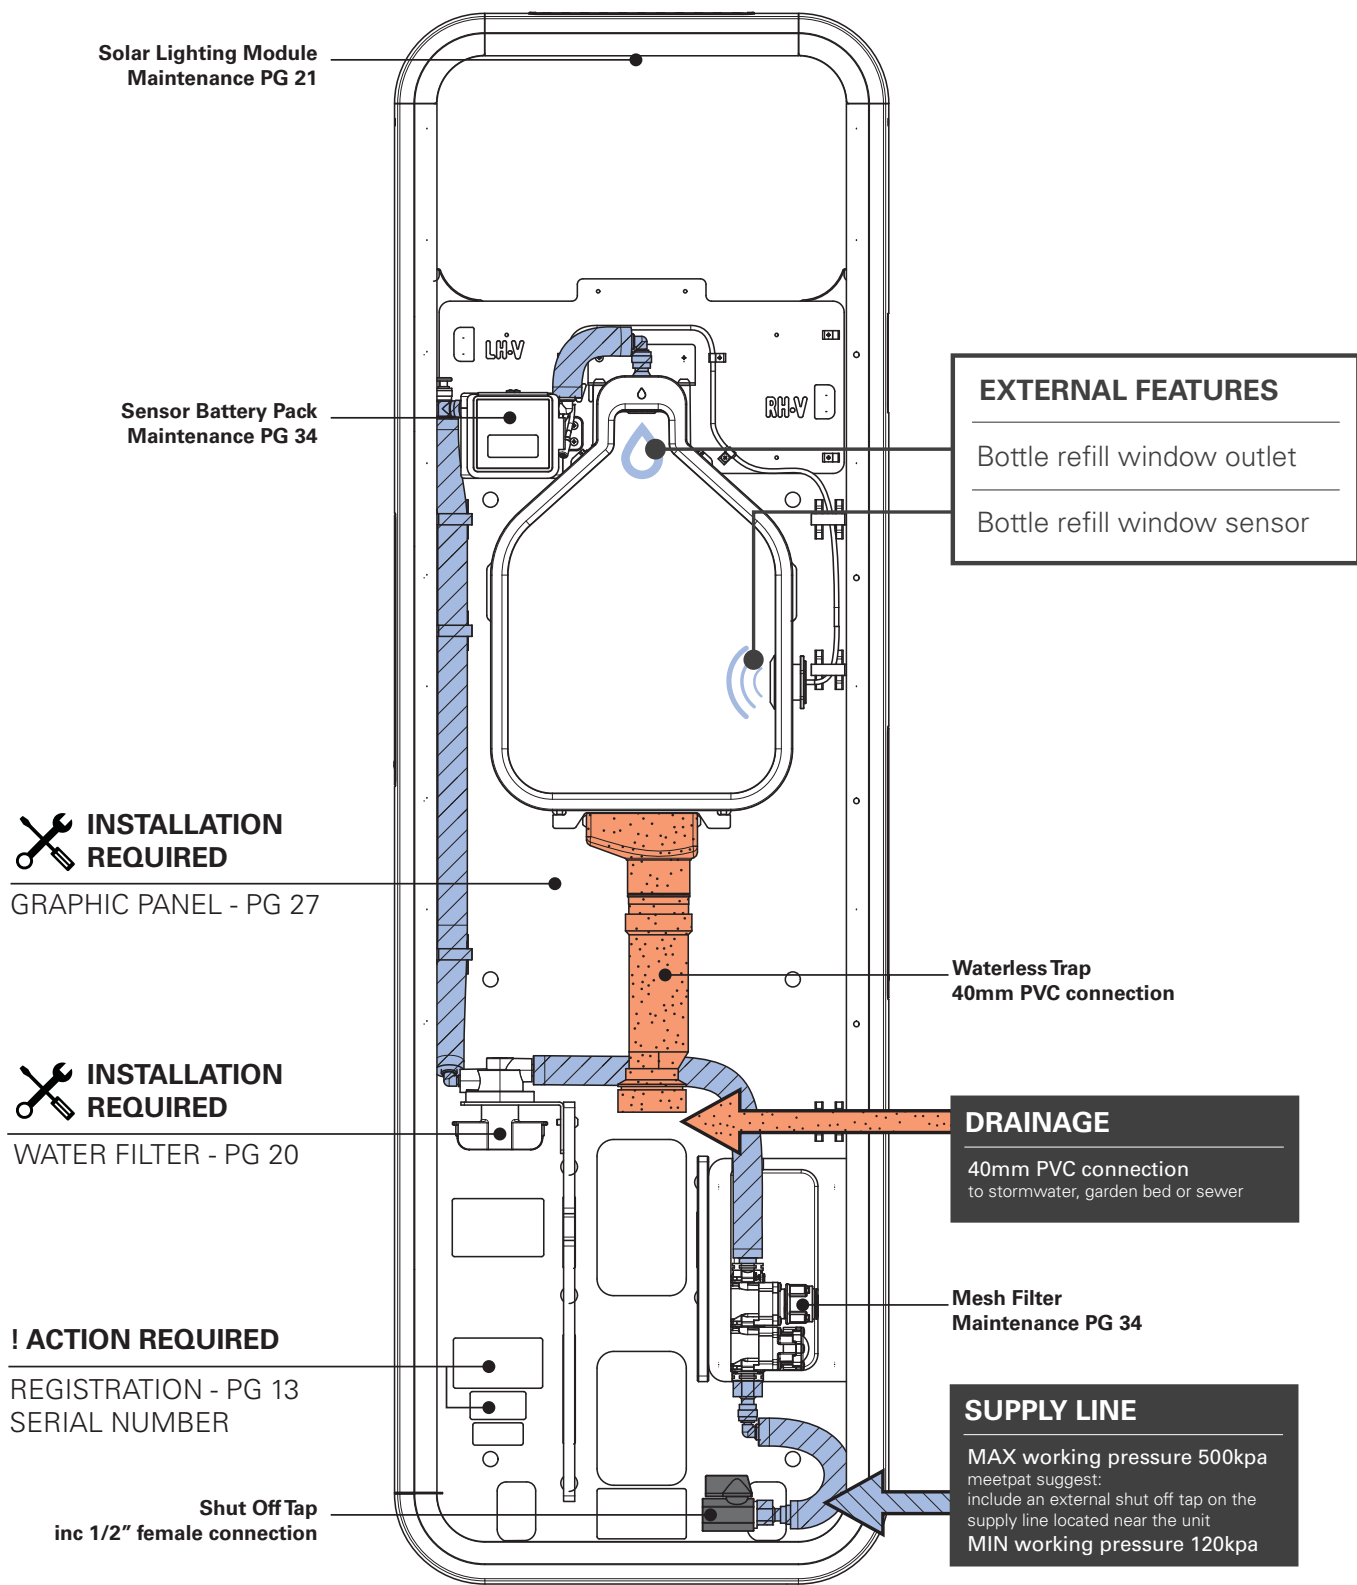 Solar Lighting Module
Maintenance PG 21
LH·V
RH·V
Sensor Battery Pack
Maintenance PG 34
EXTERNAL FEATURES
Bottle refill window outlet
Bottle refill window sensor
INSTALLATION
REQUIRED
GRAPHIC PANEL - PG 27
Waterless Trap
40mm PVC connection
INSTALLATION
REQUIRED
WATER FILTER - PG 20
DRAINAGE
40mm PVC connection
to stormwater, garden bed or sewer
Mesh Filter
Maintenance PG 34
! ACTION REQUIRED
REGISTRATION - PG 13
SERIAL NUMBER
SUPPLY LINE
MAX working pressure 500kpa
meetpat suggest:
include an external shut off tap on the
supply line located near the unit
MIN working pressure 120kpa
Shut Off Tap
inc 1/2” female connection